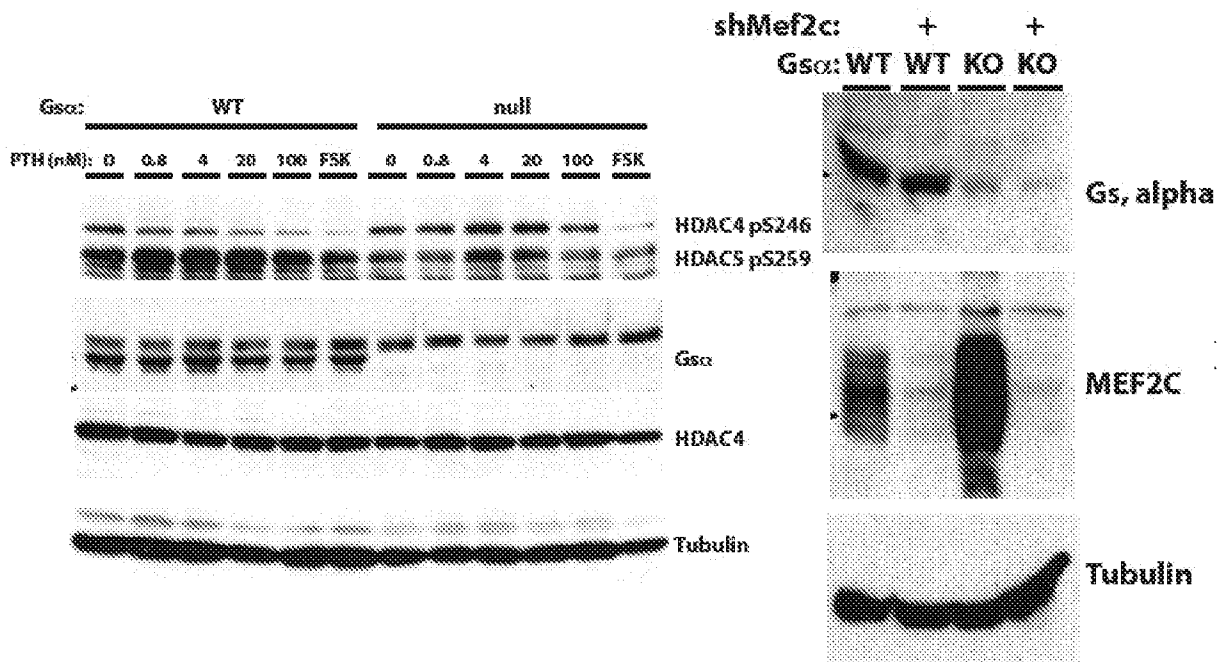 shMef2c: + +
Gsα: WT WT KO KO
Gs, alpha
MEF2C
Tubulin
Gsα: WT null
PTH (nM): 0 0.8 4 20 100 FSK 0 0.8 4 20 100 FSK
HDAC4 pS246
HDAC5 pS259
Gsα
HDAC4
Tubulin